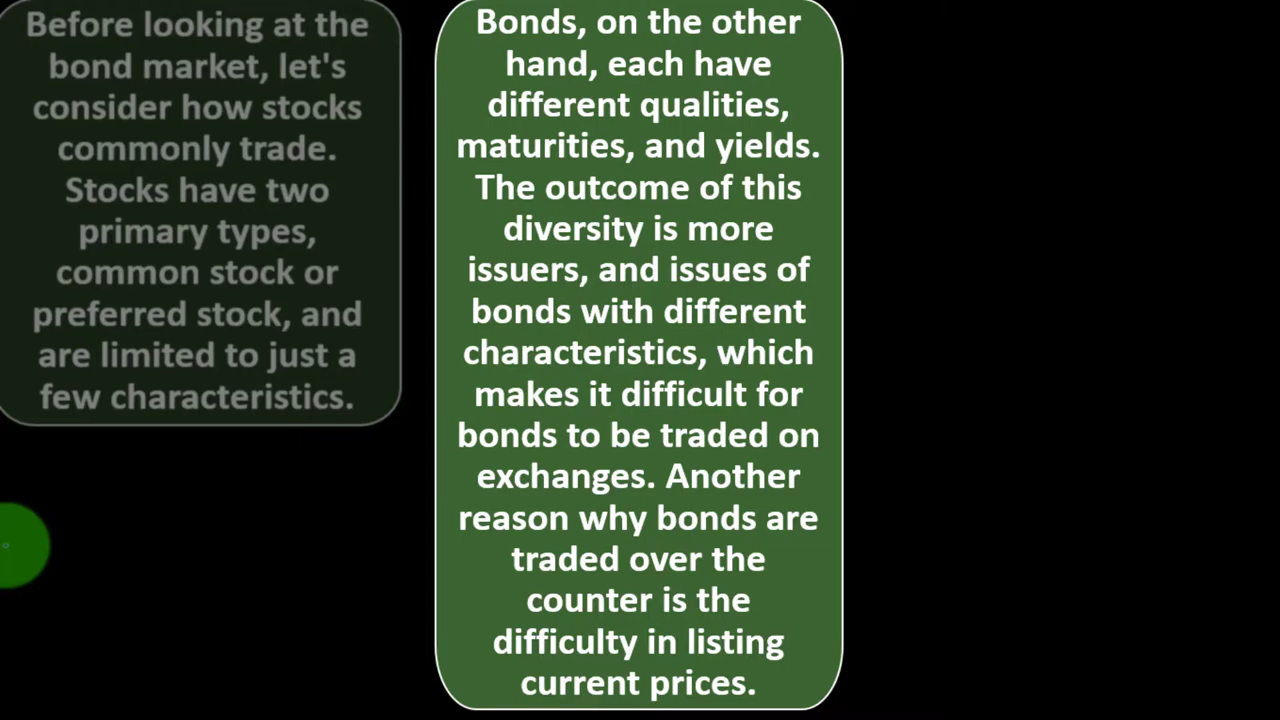 Before looking at the
bond market, let's
consider how stocks
commonly trade.
Stocks have two
primary types,
common stock or
preferred stock, and
are limited to just a
few characteristics.
Bonds, on the other
hand, each have
different qualities,
maturities, and yields.
The outcome of this
diversity is more
issuers, and issues of
bonds with different
characteristics, which
makes it difficult for
bonds to be traded on
exchanges. Another
reason why bonds are
traded over the
counter is the
difficulty in listing
current prices.